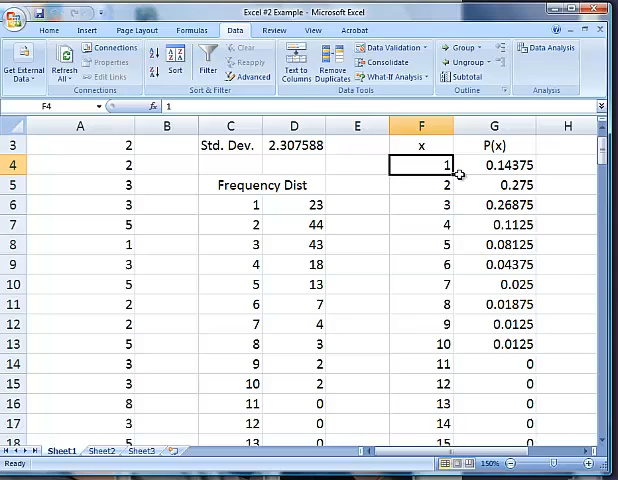 Excel #2 Example - Microsoft Excel
Home Insert Page Layout Formulas Data Review View Acrobat
Get External Data
Refresh All
Connections
Properties
Edit Links
Connections
Sort
Filter
Clear
Reapply
Advanced
Sort & Filter
Text to Columns
Remove Duplicates
Data Validation
Consolidate
What-If Analysis
Data Tools
Group
Ungroup
Subtotal
Outline
Data Analysis
Analysis
F4 fx 1
A B C D E F G H
3 2 Std. Dev. 2.307588 x P(x)
4 2 1 0.14375
5 3 Frequency Dist 2 0.275
6 3 1 23 3 0.26875
7 5 2 44 4 0.1125
8 1 3 43 5 0.08125
9 3 4 18 6 0.04375
10 5 5 13 7 0.025
11 2 6 7 8 0.01875
12 2 7 4 9 0.0125
13 5 8 3 10 0.0125
14 3 9 2 11 0
15 3 10 2 12 0
16 8 11 0 13 0
17 3 12 0 14 0
18 5 13 0 15 0
Sheet1 Sheet2 Sheet3
Ready 150%